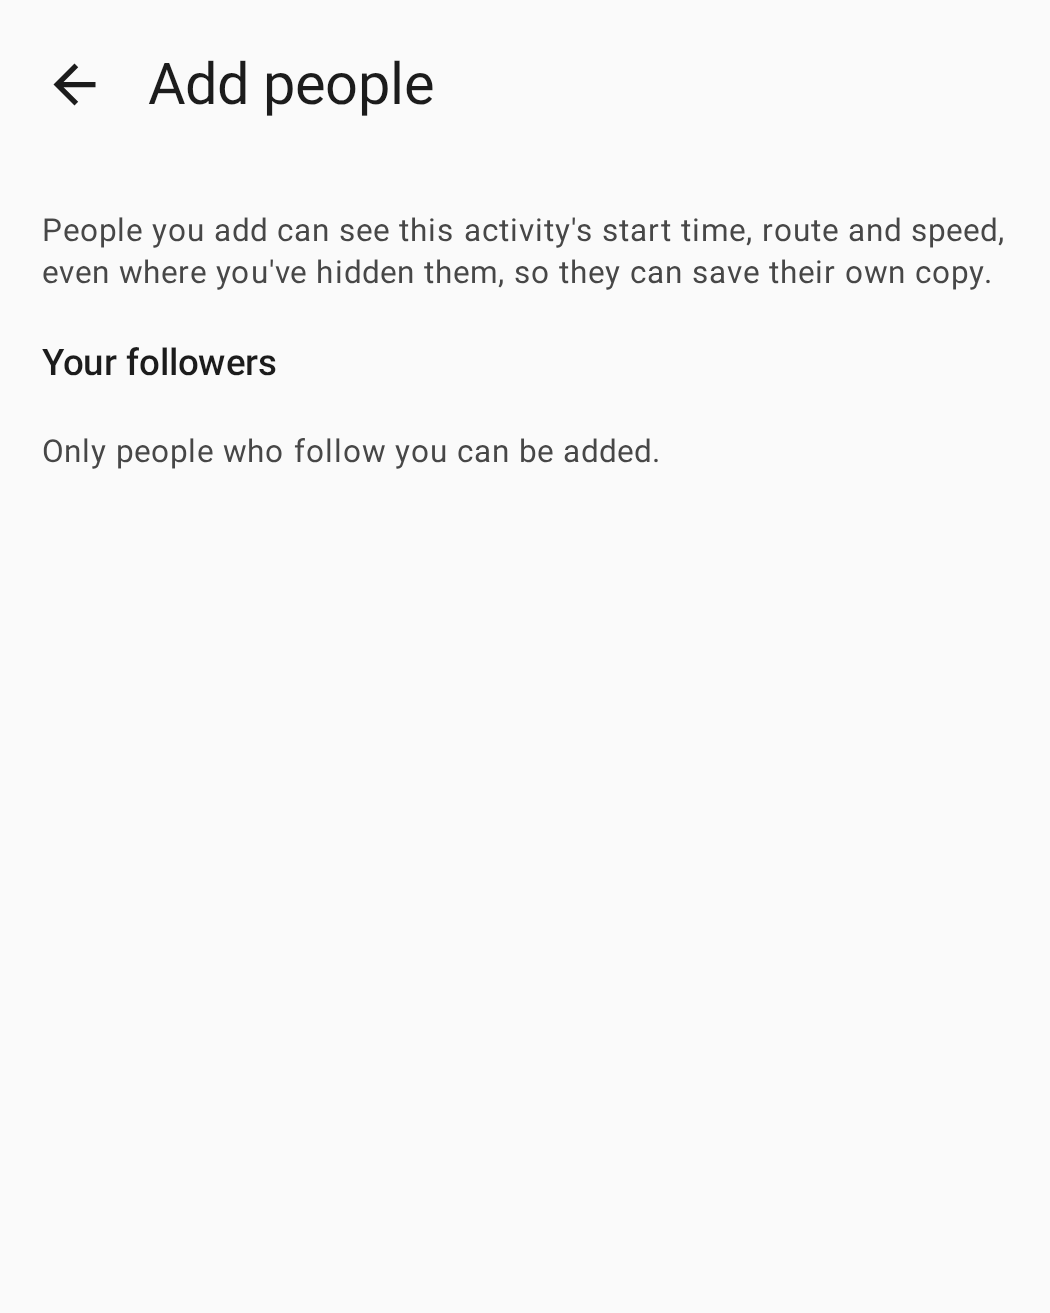 Add people
People you add can see this activity's start time, route and speed,
even where you've hidden them, so they can save their own copy.
Your followers
Only people who follow you can be added.